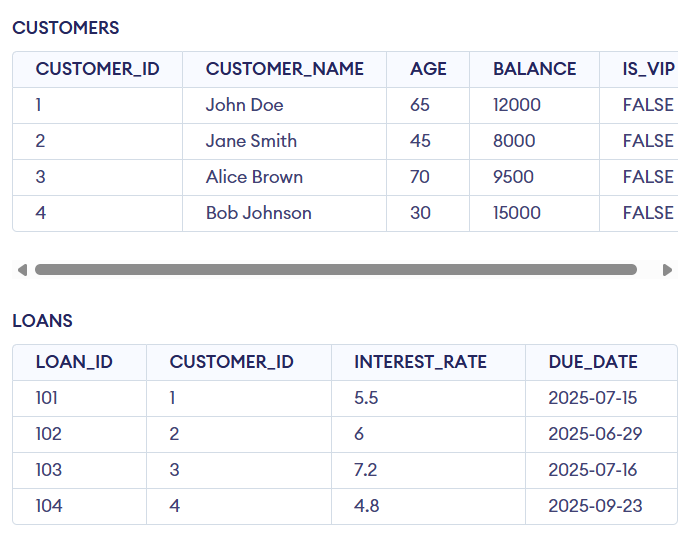 CUSTOMERS
CUSTOMER_ID CUSTOMER_NAME AGE BALANCE IS_VIP
1 John Doe 65 12000 FALSE
2 Jane Smith 45 8000 FALSE
3 Alice Brown 70 9500 FALSE
4 Bob Johnson 30 15000 FALSE
LOANS
LOAN_ID CUSTOMER_ID INTEREST_RATE DUE_DATE
101 1 5.5 2025-07-15
102 2 6 2025-06-29
103 3 7.2 2025-07-16
104 4 4.8 2025-09-23